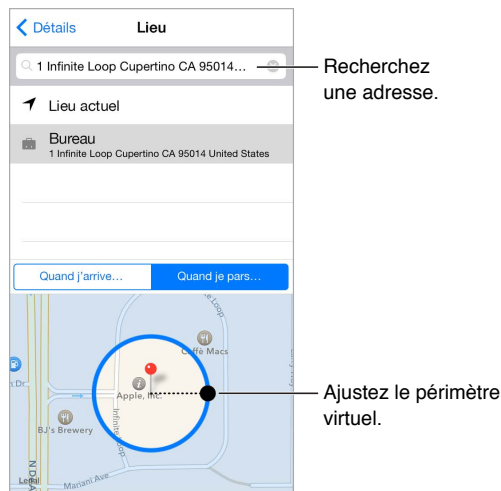 Détails
Lieu
1 Infinite Loop Cupertino CA 95014…
Recherchez
une adresse.
Lieu actuel
Bureau
1 Infinite Loop Cupertino CA 95014 United States
Quand j'arrive…
Quand je pars…
Loop
Caffè Macs
Apple, Inc.
Ajustez le périmètre
virtuel.
Dr
BJ's Brewery
Infinite Loop
N D
Mariani Ave
Legal